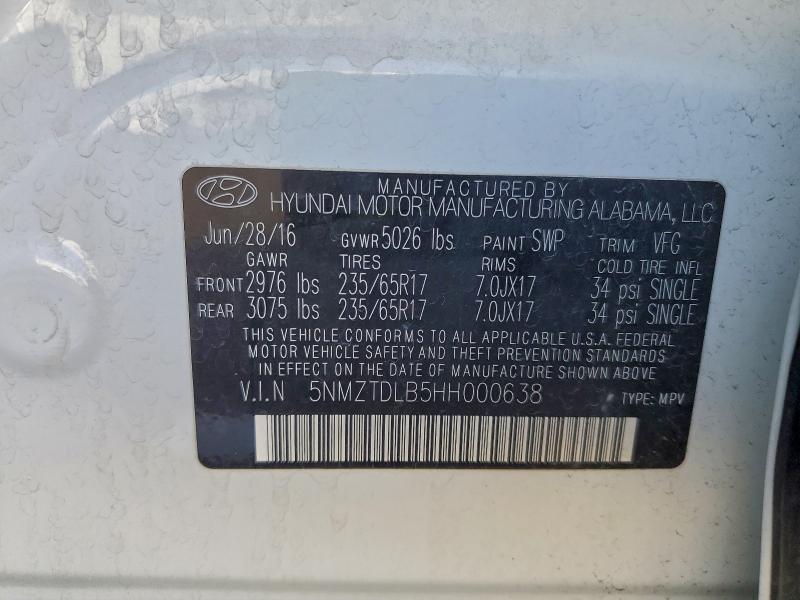 MANUFACTURED BY
HYUNDAI MOTOR MANUFACTURING ALABAMA, LLC
Jun/28/16 GVWR 5026 lbs PAINT SWP TRIM VFG
GAWR TIRES RIMS COLD TIRE INFL
FRONT 2976 lbs 235/65R17 7.0JX17 34 psi SINGLE
REAR 3075 lbs 235/65R17 7.0JX17 34 psi SINGLE
THIS VEHICLE CONFORMS TO ALL APPLICABLE U.S.A. FEDERAL
MOTOR VEHICLE SAFETY AND THEFT PREVENTION STANDARDS
IN EFFECT ON THE DATE OF MANUFACTURE SHOWN ABOVE.
V.I.N 5NMZTDLB5HH000638 TYPE: MPV